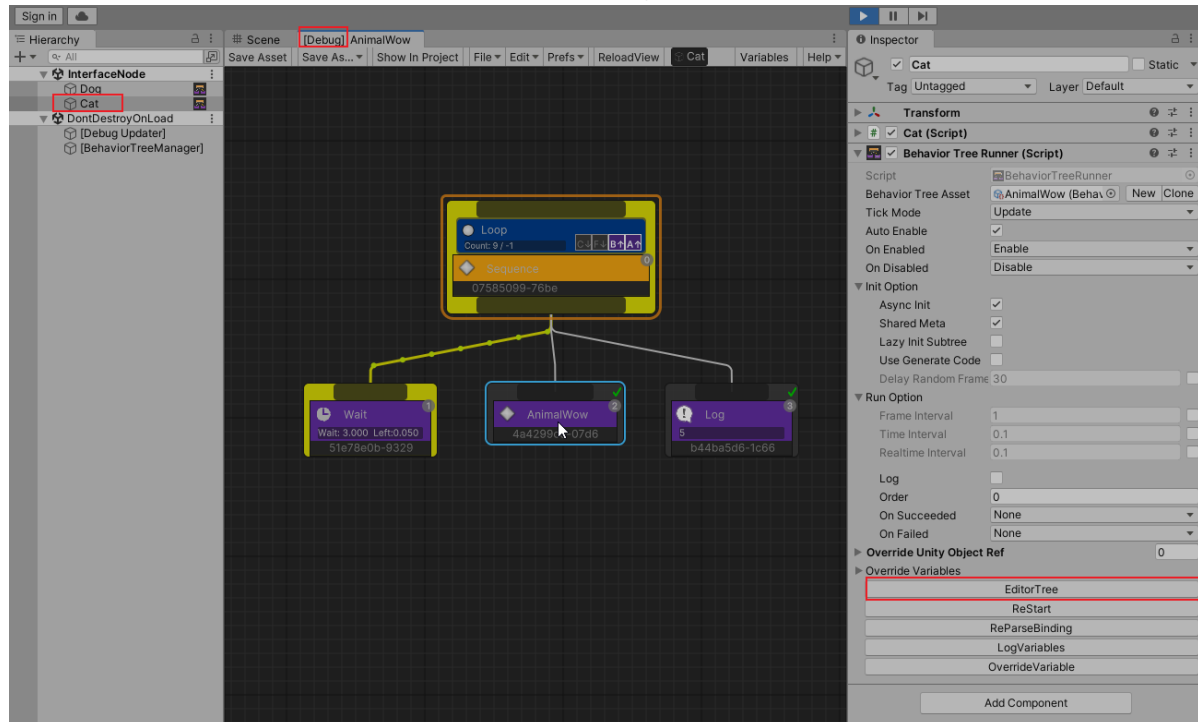 Sign in
Hierarchy
All
InterfaceNode
Dog
Cat
DontDestroyOnLoad
[Debug Updater]
[BehaviorTreeManager]
# Scene
[Debug] AnimalWow
Save Asset Save As... Show In Project File Edit Prefs ReloadView Cat Variables Help
Loop
Count: 9 / -1
C↓ F↓ B↑ A↑
Sequence 0
07585099-76be
Wait 1
Wait: 3.000 Left:0.050
51e78e0b-9329
AnimalWow 2
07d6
Log 3
5
b44ba5d6-1c66
Inspector
Cat Static
Tag Untagged Layer Default
Transform
# Cat (Script)
Behavior Tree Runner (Script)
Script BehaviorTreeRunner
Behavior Tree Asset AnimalWow (Behav New Clone
Tick Mode Update
Auto Enable
On Enabled Enable
On Disabled Disable
Init Option
Async Init
Shared Meta
Lazy Init Subtree
Use Generate Code
Delay Random Frame 30
Run Option
Frame Interval 1
Time Interval 0.1
Realtime Interval 0.1
Log
Order 0
On Succeeded None
On Failed None
Override Unity Object Ref 0
Override Variables
EditorTree
ReStart
ReParseBinding
LogVariables
OverrideVariable
Add Component